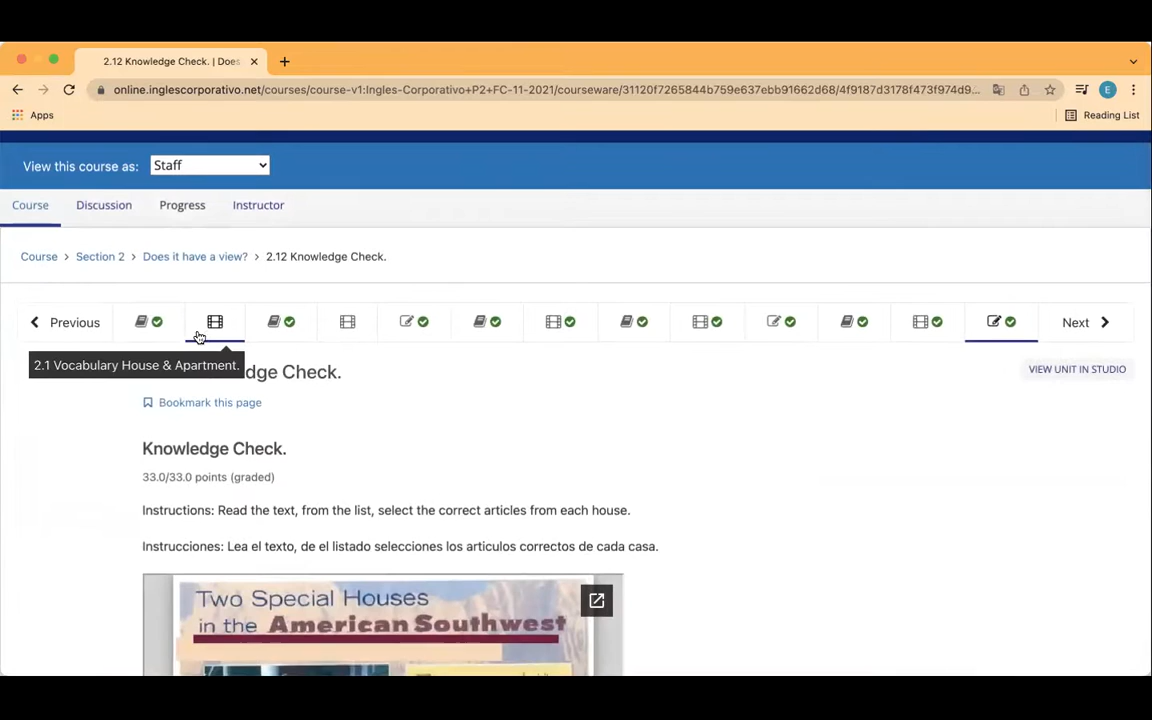 2.12 Knowledge Check. | Does
online.inglescorporativo.net/courses/course-v1:Ingles-Corporativo+P2+FC-11-2021/courseware/31120f7265844b759e637ebb91662d68/4f9187d3178f473f974d9...
E
Apps
Reading List
View this course as:
Staff
Course
Discussion
Progress
Instructor
Course > Section 2 > Does it have a view? > 2.12 Knowledge Check.
Previous
Next
2.1 Vocabulary House & Apartment.
dge Check.
VIEW UNIT IN STUDIO
Bookmark this page
Knowledge Check.
33.0/33.0 points (graded)
Instructions: Read the text, from the list, select the correct articles from each house.
Instrucciones: Lea el texto, de el listado selecciones los articulos correctos de cada casa.
Two Special Houses
in the American Southwest